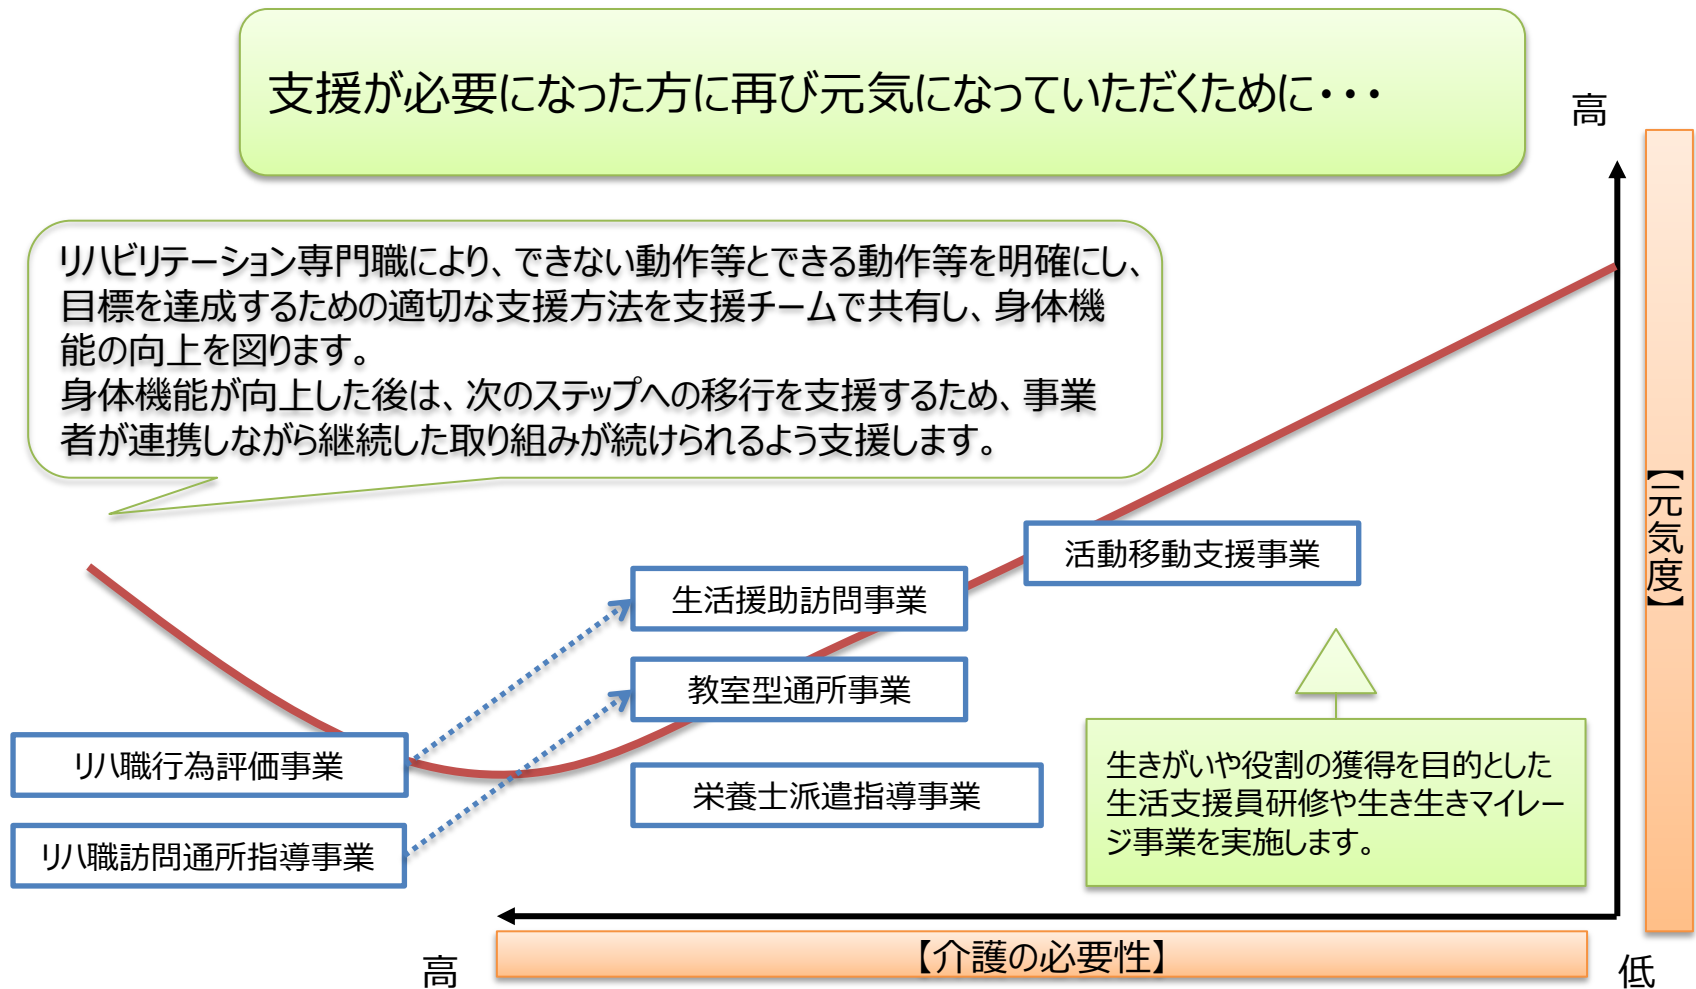 支援が必要になった方に再び元気になっていただくために・・・
高
リハビリテーション専門職により、できない動作等とできる動作等を明確にし、
目標を達成するための適切な支援方法を支援チームで共有し、身体機
能の向上を図ります。
身体機能が向上した後は、次のステップへの移行を支援するため、事業
者が連携しながら継続した取り組みが続けられるよう支援します。
【元気度】
活動移動支援事業
生活援助訪問事業
教室型通所事業
リハ職行為評価事業
栄養士派遣指導事業
リハ職訪問通所指導事業
生きがいや役割の獲得を目的とした
生活支援員研修や生き生きマイレー
ジ事業を実施します。
【介護の必要性】
高
低